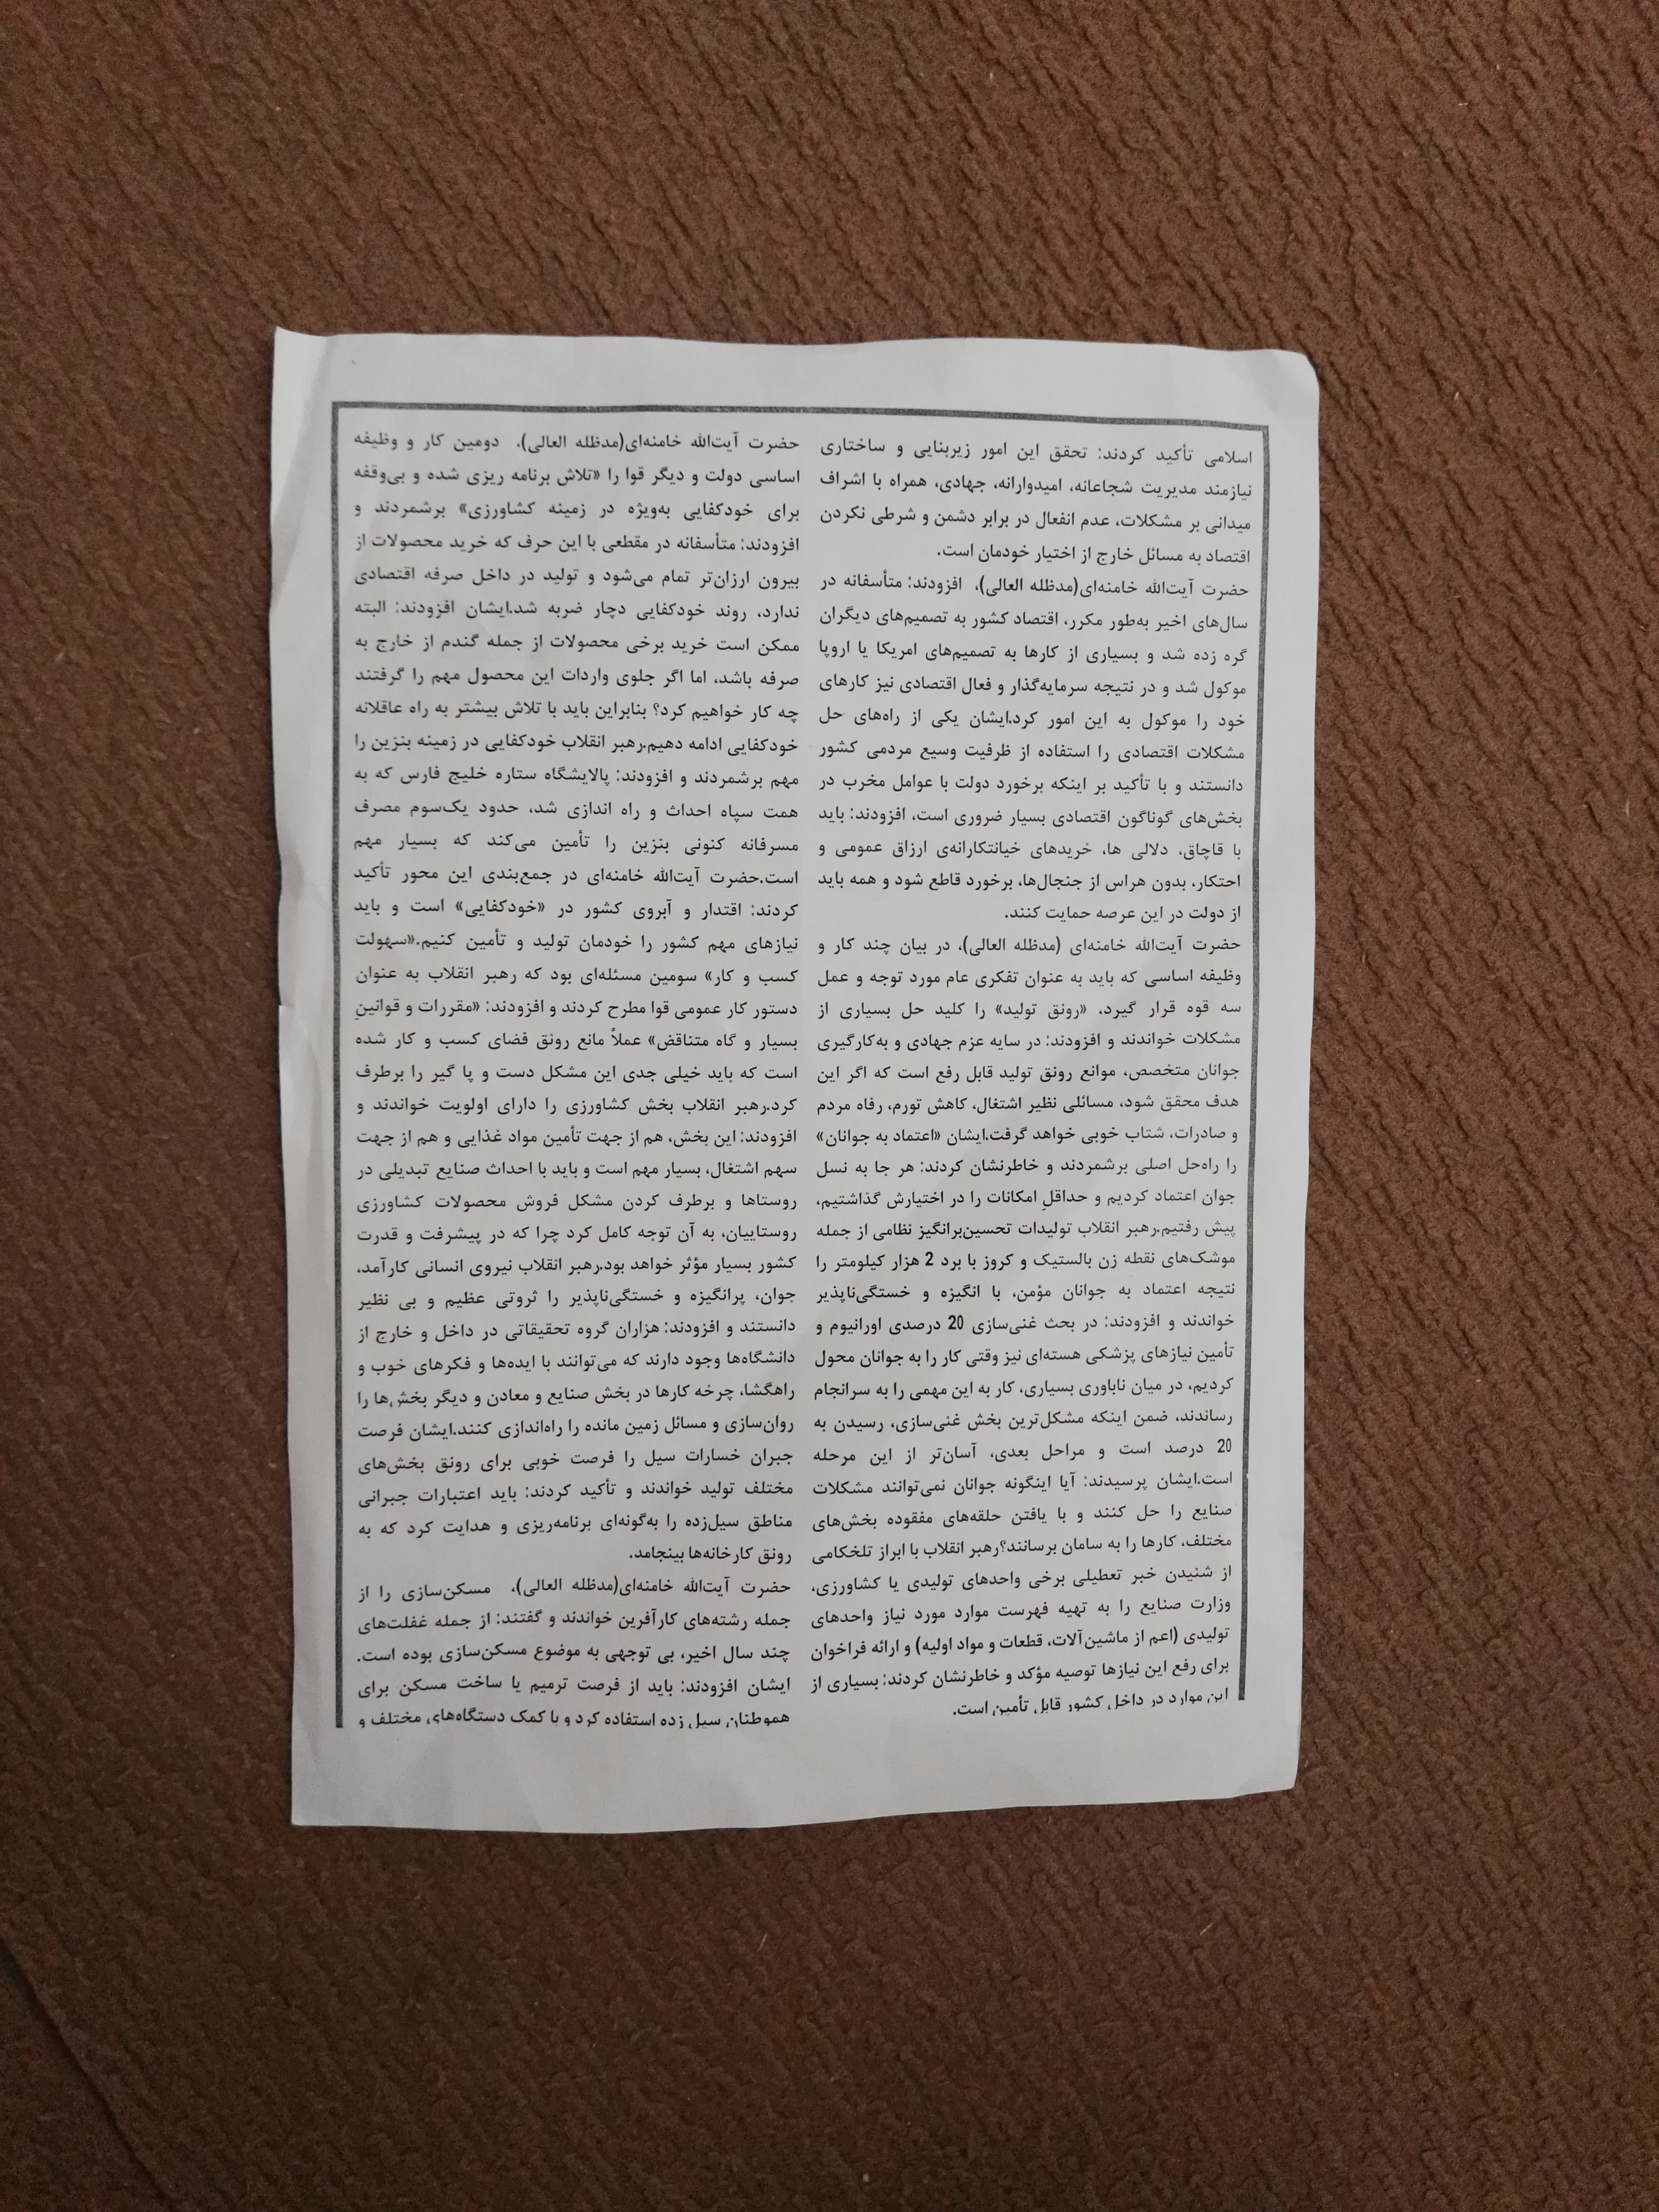 اسلامی تأکید کردند: تحقق این امور زیربنایی و ساختاری
نیازمند مدیریت شجاعانه، امیدوارانه، جهادی، همراه با اشراف
میدانی بر مشکلات، عدم انفعال در برابر دشمن و شرطی نکردن
اقتصاد به مسائل خارج از اختیار خودمان است.
حضرت آیت‌الله خامنه‌ای(مدظله العالی)، افزودند: متأسفانه در
سال‌های اخیر به‌طور مکرر، اقتصاد کشور به تصمیم‌های دیگران
گره زده شد و بسیاری از کارها به تصمیم‌های امریکا یا اروپا
موکول شد و در نتیجه سرمایه‌گذار و فعال اقتصادی نیز کارهای
خود را موکول به این امور کرد.ایشان یکی از راه‌های حل
مشکلات اقتصادی را استفاده از ظرفیت وسیع مردمی کشور
دانستند و با تأکید بر اینکه برخورد دولت با عوامل مخرب در
بخش‌های گوناگون اقتصادی بسیار ضروری است، افزودند: باید
با قاچاق، دلالی ها، خریدهای خیانتکارانه‌ی ارزاق عمومی و
احتکار، بدون هراس از جنجال‌ها، برخورد قاطع شود و همه باید
از دولت در این عرصه حمایت کنند.
حضرت آیت‌الله خامنه‌ای (مدظله العالی)، در بیان چند کار و
وظیفه اساسی که باید به عنوان تفکری عام مورد توجه و عمل
سه قوه قرار گیرد، «رونق تولید» را کلید حل بسیاری از
مشکلات خواندند و افزودند: در سایه عزم جهادی و به‌کارگیری
جوانان متخصص، موانع رونق تولید قابل رفع است که اگر این
هدف محقق شود، مسائلی نظیر اشتغال، کاهش تورم، رفاه مردم
و صادرات، شتاب خوبی خواهد گرفت.ایشان «اعتماد به جوانان»
را راه‌حل اصلی برشمردند و خاطرنشان کردند: هر جا به نسل
جوان اعتماد کردیم و حداقلِ امکانات را در اختیارش گذاشتیم،
پیش رفتیم.رهبر انقلاب تولیدات تحسین‌برانگیز نظامی از جمله
موشک‌های نقطه زن بالستیک و کروز با برد 2 هزار کیلومتر را
نتیجه اعتماد به جوانان مؤمن، با انگیزه و خستگی‌ناپذیر
خواندند و افزودند: در بحث غنی‌سازی 20 درصدی اورانیوم و
تأمین نیازهای پزشکی هسته‌ای نیز وقتی کار را به جوانان محول
کردیم، در میان ناباوری بسیاری، کار به این مهمی را به سرانجام
رساندند، ضمن اینکه مشکل‌ترین بخش غنی‌سازی، رسیدن به
20 درصد است و مراحل بعدی، آسان‌تر از این مرحله
است.ایشان پرسیدند: آیا اینگونه جوانان نمی‌توانند مشکلات
صنایع را حل کنند و با یافتن حلقه‌های مفقوده بخش‌های
مختلف، کارها را به سامان برسانند؟رهبر انقلاب با ابراز تلخکامی
از شنیدن خبر تعطیلی برخی واحدهای تولیدی یا کشاورزی،
وزارت صنایع را به تهیه فهرست موارد مورد نیاز واحدهای
تولیدی (اعم از ماشین‌آلات، قطعات و مواد اولیه) و ارائه فراخوان
برای رفع این نیازها توصیه مؤکد و خاطرنشان کردند: بسیاری از
این موارد در داخل کشور قابل تأمین است.
حضرت آیت‌الله خامنه‌ای(مدظله العالی)، دومین کار و وظیفه
اساسی دولت و دیگر قوا را «تلاش برنامه ریزی شده و بی‌وقفه
برای خودکفایی به‌ویژه در زمینه کشاورزی» برشمردند و
افزودند: متأسفانه در مقطعی با این حرف که خرید محصولات از
بیرون ارزان‌تر تمام می‌شود و تولید در داخل صرفه اقتصادی
ندارد، روند خودکفایی دچار ضربه شد.ایشان افزودند: البته
ممکن است خرید برخی محصولات از جمله گندم از خارج به
صرفه باشد، اما اگر جلوی واردات این محصول مهم را گرفتند
چه کار خواهیم کرد؟ بنابراین باید با تلاش بیشتر به راه عاقلانه
خودکفایی ادامه دهیم.رهبر انقلاب خودکفایی در زمینه بنزین را
مهم برشمردند و افزودند: پالایشگاه ستاره خلیج فارس که به
همت سپاه احداث و راه اندازی شد، حدود یک‌سوم مصرف
مسرفانه کنونی بنزین را تأمین می‌کند که بسیار مهم
است.حضرت آیت‌الله خامنه‌ای در جمع‌بندی این محور تأکید
کردند: اقتدار و آبروی کشور در «خودکفایی» است و باید
نیازهای مهم کشور را خودمان تولید و تأمین کنیم.«سهولت
کسب و کار» سومین مسئله‌ای بود که رهبر انقلاب به عنوان
دستور کار عمومی قوا مطرح کردند و افزودند: «مقررات و قوانینِ
بسیار و گاه متناقض» عملاً مانع رونق فضای کسب و کار شده
است که باید خیلی جدی این مشکل دست و پا گیر را برطرف
کرد.رهبر انقلاب بخش کشاورزی را دارای اولویت خواندند و
افزودند: این بخش، هم از جهت تأمین مواد غذایی و هم از جهت
سهم اشتغال، بسیار مهم است و باید با احداث صنایع تبدیلی در
روستاها و برطرف کردن مشکل فروش محصولات کشاورزی
روستاییان، به آن توجه کامل کرد چرا که در پیشرفت و قدرت
کشور بسیار مؤثر خواهد بود.رهبر انقلاب نیروی انسانی کارآمد،
جوان، پرانگیزه و خستگی‌ناپذیر را ثروتی عظیم و بی نظیر
دانستند و افزودند: هزاران گروه تحقیقاتی در داخل و خارج از
دانشگاه‌ها وجود دارند که می‌توانند با ایده‌ها و فکرهای خوب و
راهگشا، چرخه کارها در بخش صنایع و معادن و دیگر بخش‌ها را
روان‌سازی و مسائل زمین مانده را راه‌اندازی کنند.ایشان فرصت
جبران خسارات سیل را فرصت خوبی برای رونق بخش‌های
مختلف تولید خواندند و تأکید کردند: باید اعتبارات جبرانی
مناطق سیل‌زده را به‌گونه‌ای برنامه‌ریزی و هدایت کرد که به
رونق کارخانه‌ها بینجامد.
حضرت آیت‌الله خامنه‌ای(مدظله العالی)، مسکن‌سازی را از
جمله رشته‌های کارآفرین خواندند و گفتند: از جمله غفلت‌های
چند سال اخیر، بی توجهی به موضوع مسکن‌سازی بوده است.
ایشان افزودند: باید از فرصت ترمیم یا ساخت مسکن برای
هموطنان سیل زده استفاده کرد و با کمک دستگاه‌های مختلف و